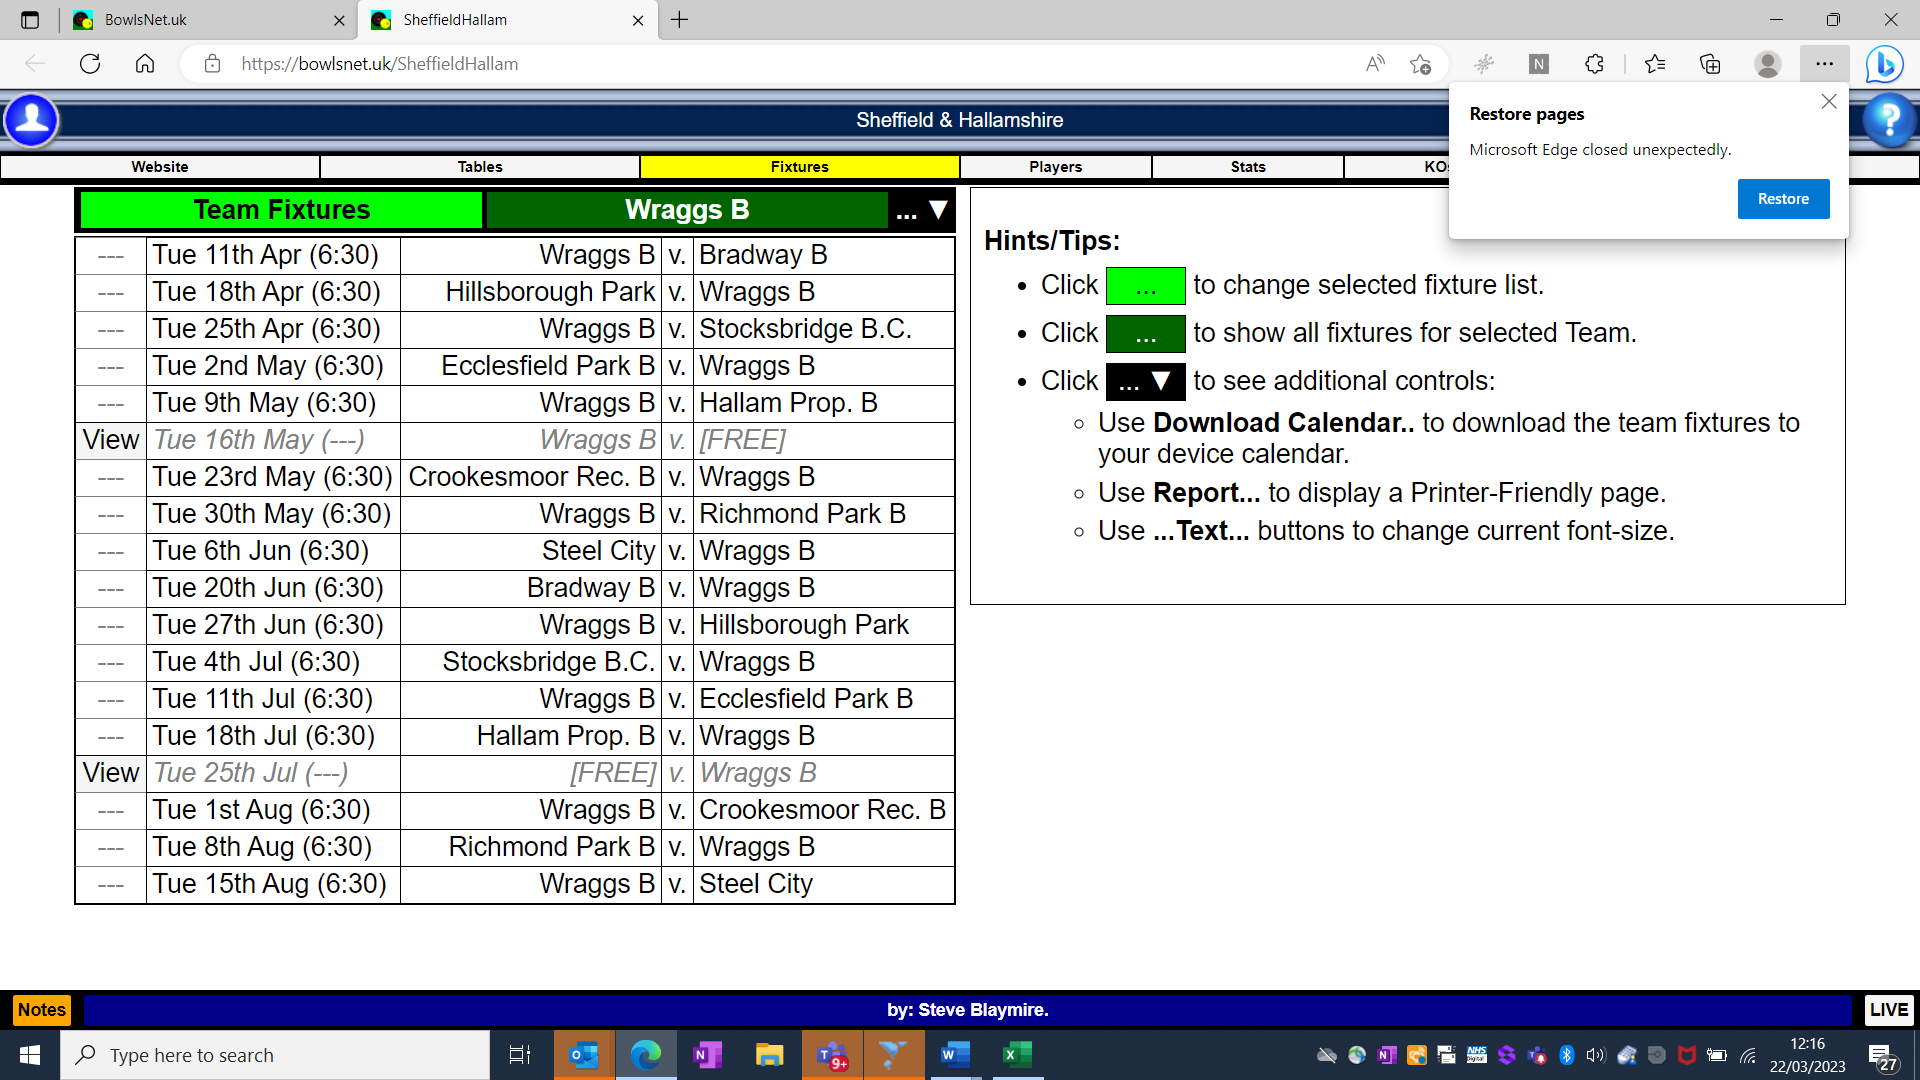 BowlsNet.uk
SheffieldHallam
https://bowlsnet.uk/SheffieldHallam
Restore pages
Microsoft Edge closed unexpectedly.
Restore
Sheffield & Hallamshire
Website Tables Fixtures Players Stats
Team Fixtures Wraggs B ... ▼
--- Tue 11th Apr (6:30) Wraggs B v. Bradway B
--- Tue 18th Apr (6:30) Hillsborough Park v. Wraggs B
--- Tue 25th Apr (6:30) Wraggs B v. Stocksbridge B.C.
--- Tue 2nd May (6:30) Ecclesfield Park B v. Wraggs B
--- Tue 9th May (6:30) Wraggs B v. Hallam Prop. B
View Tue 16th May (---) Wraggs B v. [FREE]
--- Tue 23rd May (6:30) Crookesmoor Rec. B v. Wraggs B
--- Tue 30th May (6:30) Wraggs B v. Richmond Park B
--- Tue 6th Jun (6:30) Steel City v. Wraggs B
--- Tue 20th Jun (6:30) Bradway B v. Wraggs B
--- Tue 27th Jun (6:30) Wraggs B v. Hillsborough Park
--- Tue 4th Jul (6:30) Stocksbridge B.C. v. Wraggs B
--- Tue 11th Jul (6:30) Wraggs B v. Ecclesfield Park B
--- Tue 18th Jul (6:30) Hallam Prop. B v. Wraggs B
View Tue 25th Jul (---) [FREE] v. Wraggs B
--- Tue 1st Aug (6:30) Wraggs B v. Crookesmoor Rec. B
--- Tue 8th Aug (6:30) Richmond Park B v. Wraggs B
--- Tue 15th Aug (6:30) Wraggs B v. Steel City
Hints/Tips:
• Click ... to change selected fixture list.
• Click ... to show all fixtures for selected Team.
• Click ... ▼ to see additional controls:
◦ Use Download Calendar.. to download the team fixtures to
your device calendar.
◦ Use Report... to display a Printer-Friendly page.
◦ Use ...Text... buttons to change current font-size.
Notes by: Steve Blaymire. LIVE
Type here to search
9+
12:16
22/03/2023
27